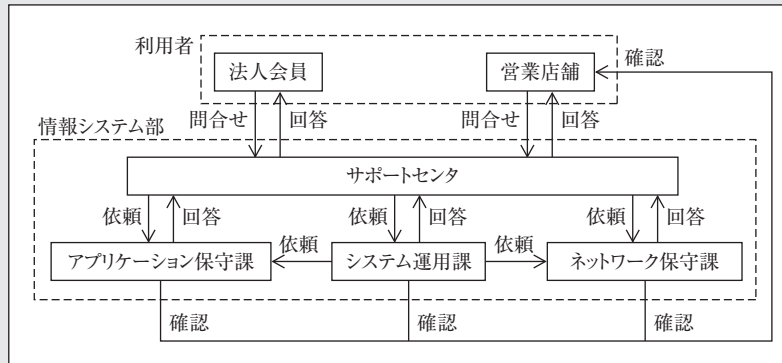 利用者
法人会員
営業店舗
確認
問合せ
回答
問合せ
回答
情報システム部
サポートセンタ
依頼
回答
依頼
回答
依頼
回答
アプリケーション保守課
依頼
システム運用課
依頼
ネットワーク保守課
確認
確認
確認